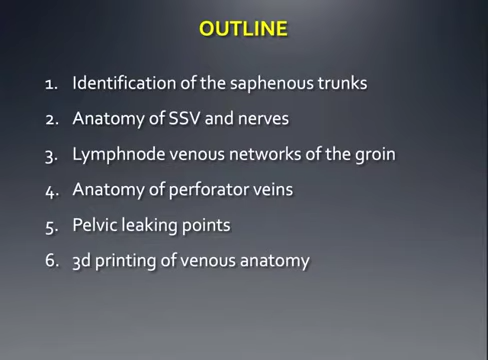 OUTLINE
1. Identification of the saphenous trunks
2. Anatomy of SSV and nerves
3. Lymphnode venous networks of the groin
4. Anatomy of perforator veins
5. Pelvic leaking points
6. 3d printing of venous anatomy